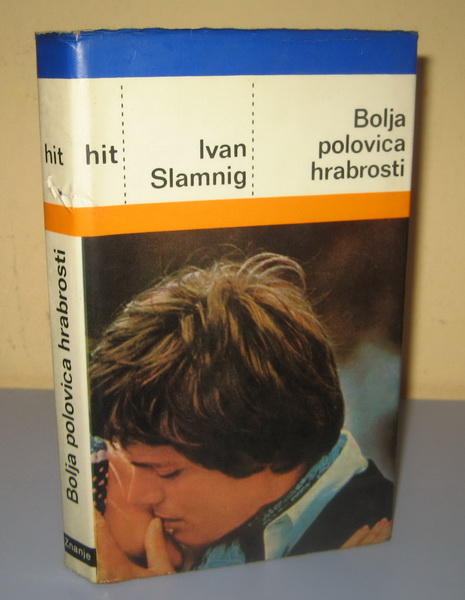 hit
Bolja polovica hrabrosti
Znanje
hit
Ivan
Slamnig
Bolja
polovica
hrabrosti